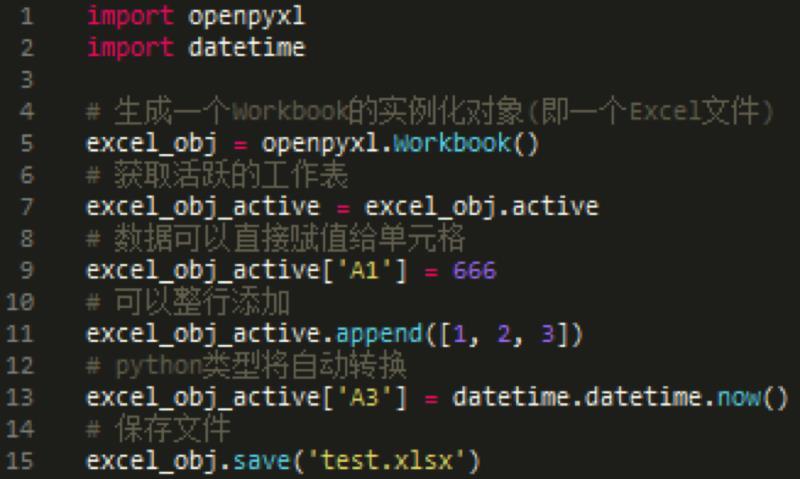 1 import openpyxl
2 import datetime
3
4 # 生成一个Workbook的实例化对象(即一个Excel文件)
5 excel_obj = openpyxl.Workbook()
6 # 获取活跃的工作表
7 excel_obj_active = excel_obj.active
8 # 数据可以直接赋值给单元格
9 excel_obj_active['A1'] = 666
10 # 可以整行添加
11 excel_obj_active.append([1, 2, 3])
12 # python类型将自动转换
13 excel_obj_active['A3'] = datetime.datetime.now()
14 # 保存文件
15 excel_obj.save('test.xlsx')